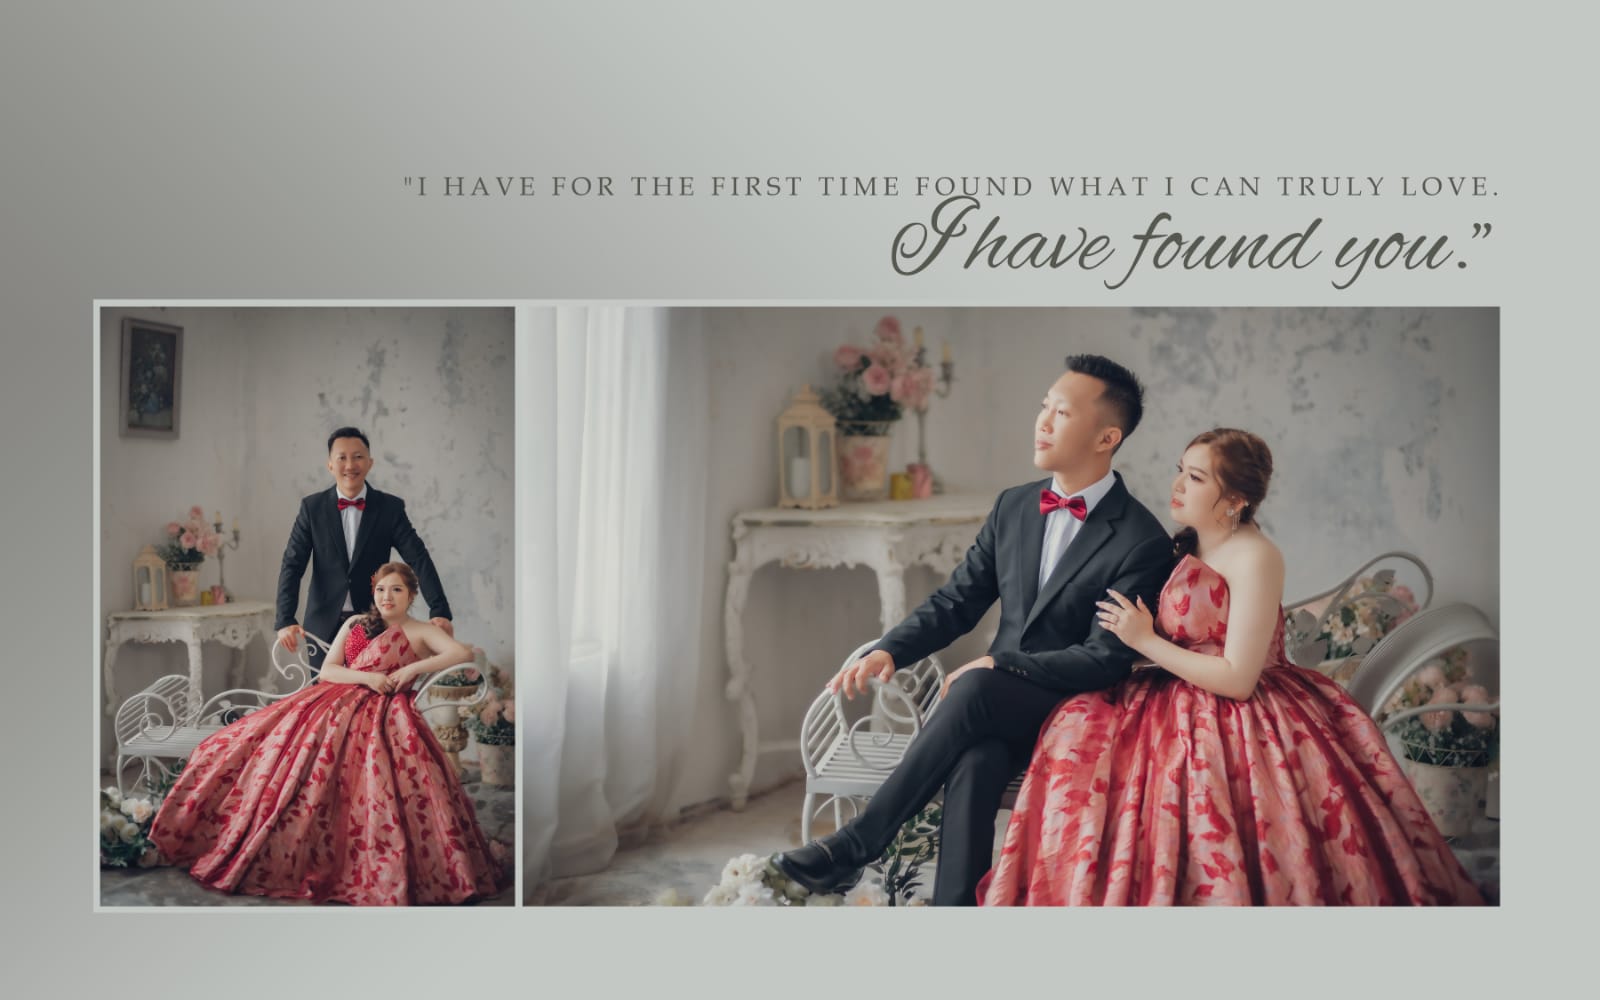 "I HAVE FOR THE FIRST TIME FOUND WHAT I CAN TRULY LOVE.
I have found you.”